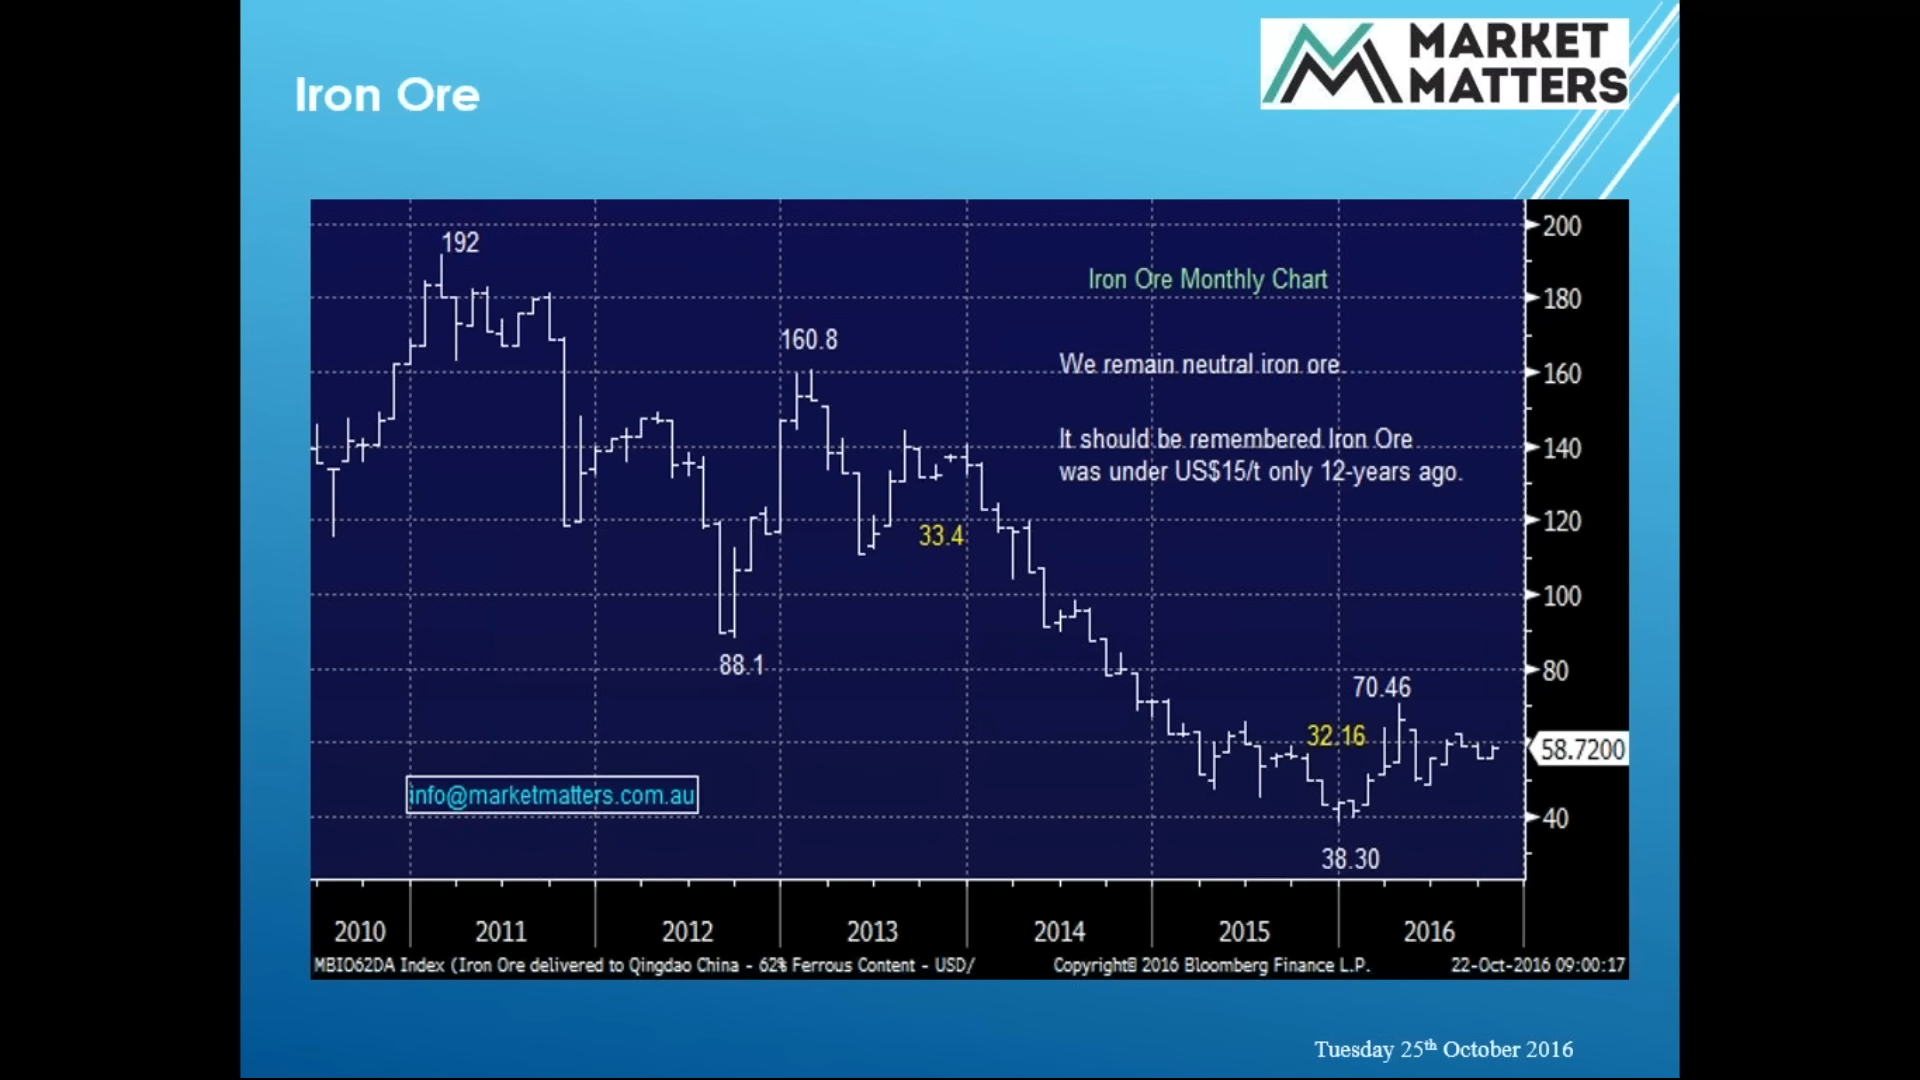 Iron Ore
MARKET
MATTERS
192
160.8
Iron Ore Monthly Chart
We remain neutral iron ore.
It should be remembered Iron Ore
was under US$15/t only 12-years ago.
33.4
88.1
70.46
32.16
38.30
info@marketmatters.com.au
200
180
160
140
120
100
80
58.7200
40
2010 2011 2012 2013 2014 2015 2016
MBIO62DA Index (Iron Ore delivered to Qingdao China - 62% Ferrous Content - USD/ Copyright© 2016 Bloomberg Finance L.P. 22-Oct-2016 09:00:17
Tuesday 25th October 2016